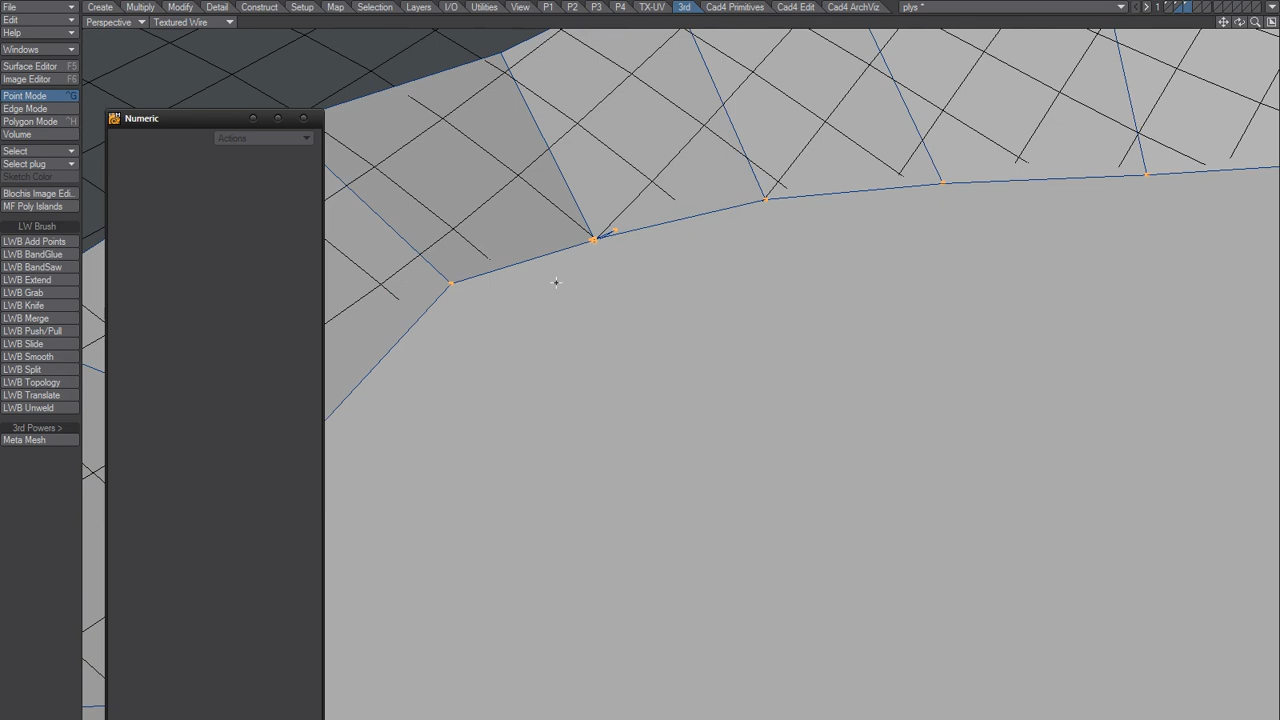 File
Create
Multiply
Modify
Detail
Construct
Setup
Map
Selection
Layers
I/O
Utilities
View
P1
P2
P3
P4
TX-UV
3rd
Cad4 Primitives
Cad4 Edit
Cad4 ArchViz
plys *
1
Edit
Perspective
Textured Wire
Help
Windows
Surface Editor F5
Image Editor F6
Point Mode ^G
Edge Mode
Polygon Mode ^H
Volume
Select
Select plug
Sketch Color
Blochis Image Edi..
MF Poly Islands
LW Brush
LWB Add Points
LWB BandGlue
LWB BandSaw
LWB Extend
LWB Grab
LWB Knife
LWB Merge
LWB Push/Pull
LWB Slide
LWB Smooth
LWB Split
LWB Topology
LWB Translate
LWB Unweld
3rd Powers >
Meta Mesh
Numeric
Actions